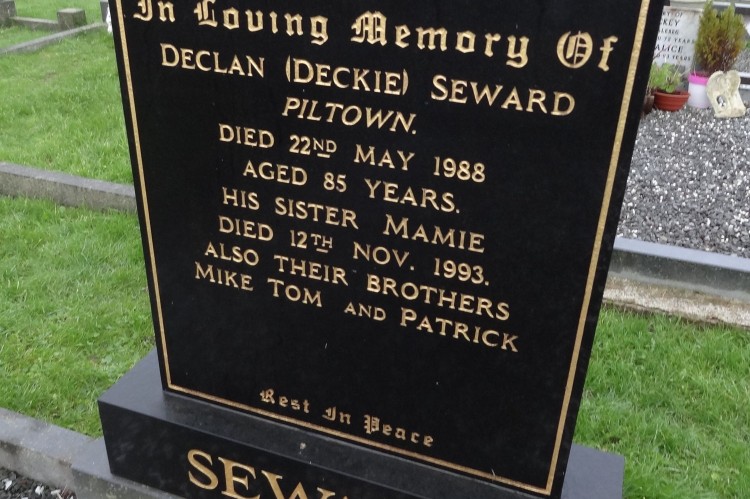 In Loving Memory Of
DECLAN (DECKIE) SEWARD
PILTOWN.
DIED 22ND MAY 1988
AGED 85 YEARS.
HIS SISTER MAMIE
DIED 12TH NOV. 1993.
ALSO THEIR BROTHERS
MIKE TOM AND PATRICK
Rest In Peace
ALICE